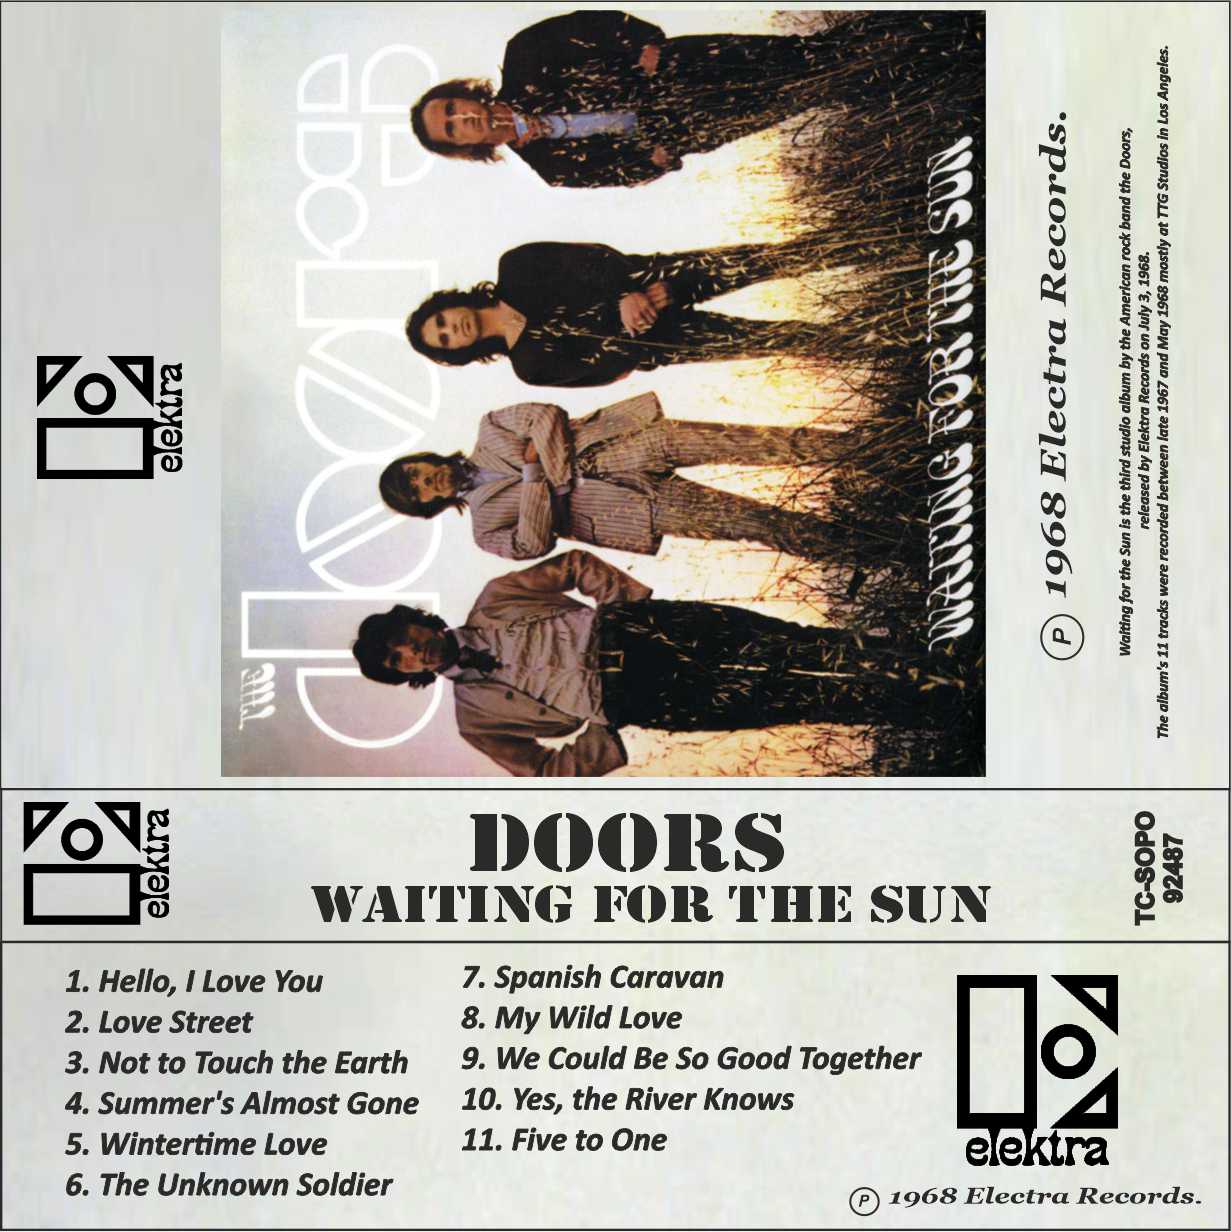 elektra
THE
doors
WAITING FOR THE SUN
P 1968 Electra Records.
Waiting for the Sun is the third studio album by the American rock band the Doors,
released by Elektra Records on July 3, 1968.
The album's 11 tracks were recorded between late 1967 and May 1968 mostly at TTG Studios in Los Angeles.
elektra
DOORS
WAITING FOR THE SUN
TC-SOPO
92487
1. Hello, I Love You
2. Love Street
3. Not to Touch the Earth
4. Summer's Almost Gone
5. Wintertime Love
6. The Unknown Soldier
7. Spanish Caravan
8. My Wild Love
9. We Could Be So Good Together
10. Yes, the River Knows
11. Five to One
elektra
P 1968 Electra Records.